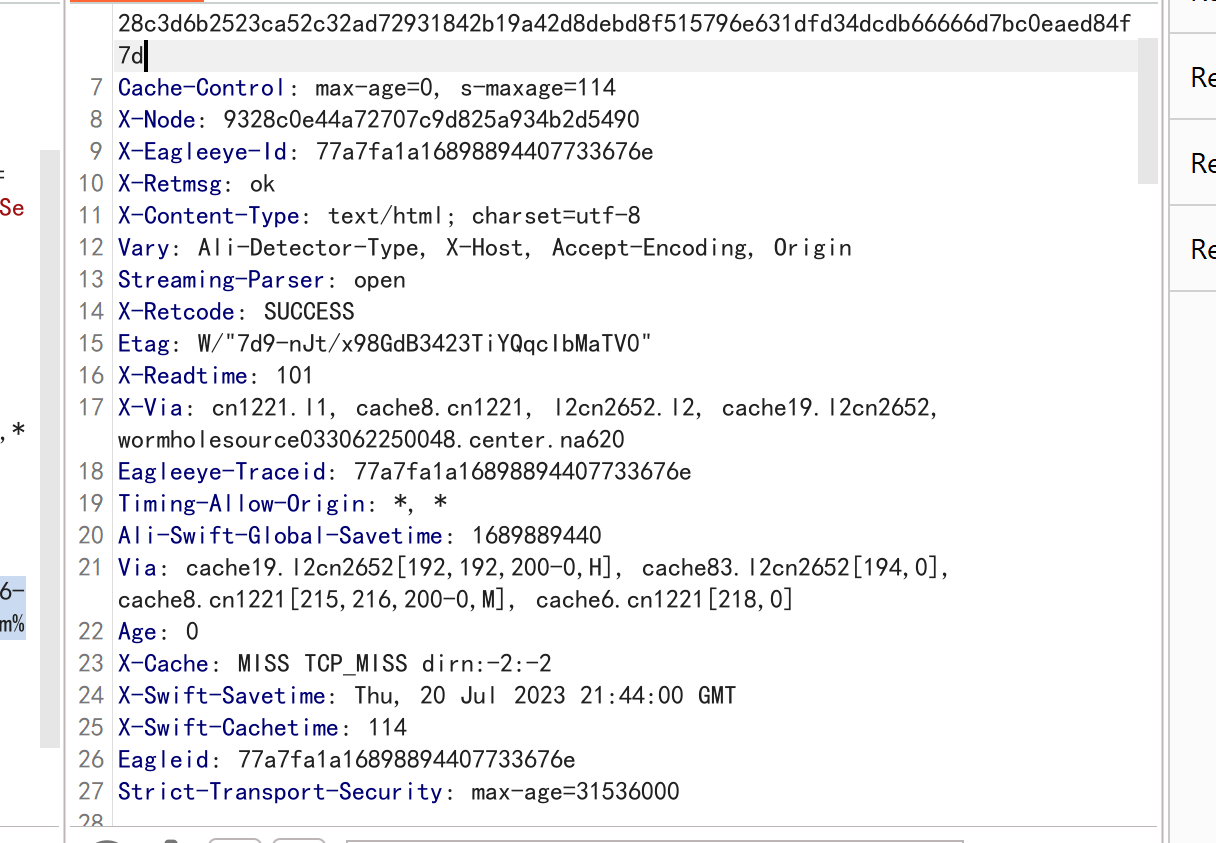 28c3d6b2523ca52c32ad72931842b19a42d8debd8f515796e631dfd34dcdb66666d7bc0eaed84f
7d
7 Cache-Control: max-age=0, s-maxage=114
8 X-Node: 9328c0e44a72707c9d825a934b2d5490
9 X-Eagleeye-Id: 77a7fa1a16898894407733676e
10 X-Retmsg: ok
11 X-Content-Type: text/html; charset=utf-8
12 Vary: Ali-Detector-Type, X-Host, Accept-Encoding, Origin
13 Streaming-Parser: open
14 X-Retcode: SUCCESS
15 Etag: W/"7d9-nJt/x98GdB3423TiYQqclbMaTV0"
16 X-Readtime: 101
17 X-Via: cn1221.l1, cache8.cn1221, l2cn2652.l2, cache19.l2cn2652,
wormholesource033062250048.center.na620
18 Eagleeye-Traceid: 77a7fa1a16898894407733676e
19 Timing-Allow-Origin: *, *
20 Ali-Swift-Global-Savetime: 1689889440
21 Via: cache19.l2cn2652[192,192,200-0,H], cache83.l2cn2652[194,0],
cache8.cn1221[215,216,200-0,M], cache6.cn1221[218,0]
22 Age: 0
23 X-Cache: MISS TCP_MISS dirn:-2:-2
24 X-Swift-Savetime: Thu, 20 Jul 2023 21:44:00 GMT
25 X-Swift-Cachetime: 114
26 Eagleid: 77a7fa1a16898894407733676e
27 Strict-Transport-Security: max-age=31536000
28
=
Se
,*
6-
m%
Re
Re
Re